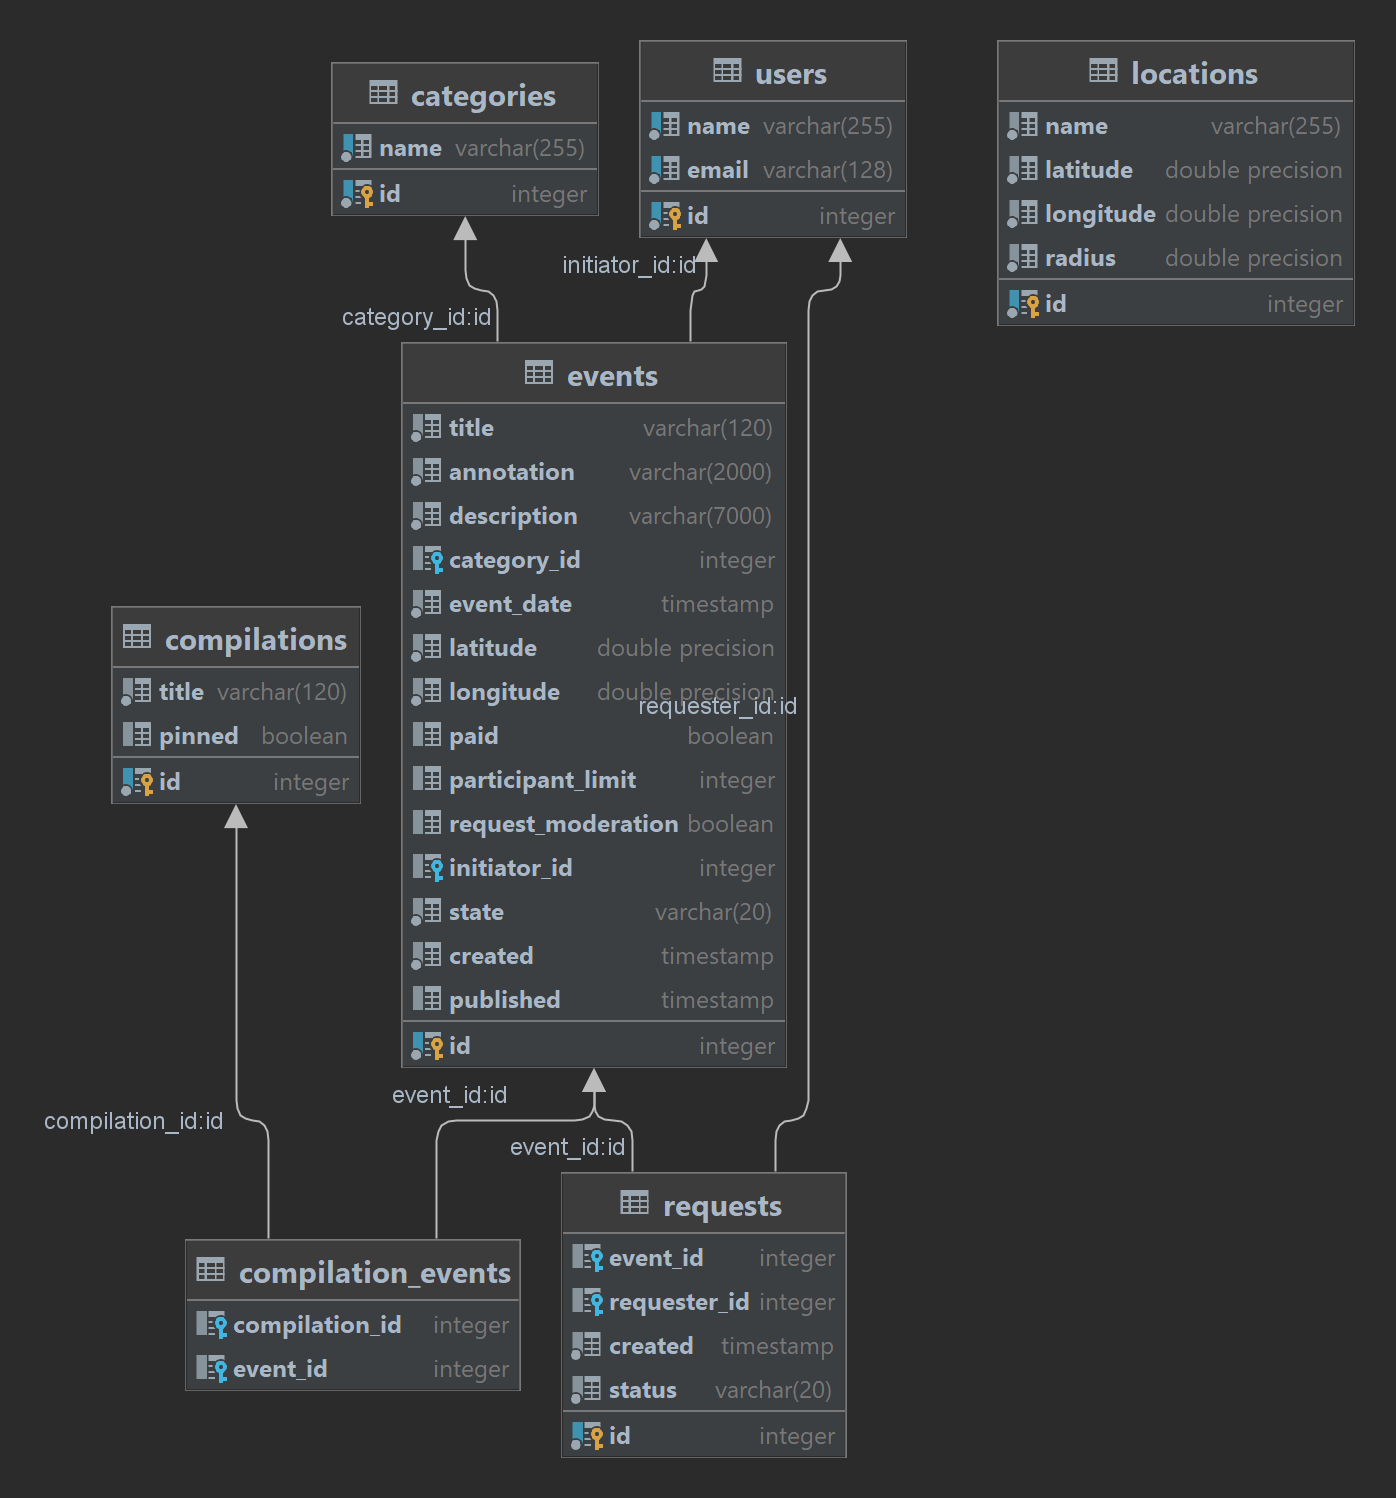 categories
name varchar(255)
id integer
users
name varchar(255)
email varchar(128)
id integer
locations
name varchar(255)
latitude double precision
longitude double precision
radius double precision
id integer
initiator_id:id
category_id:id
events
title varchar(120)
annotation varchar(2000)
description varchar(7000)
category_id integer
event_date timestamp
latitude double precision
longitude double precision
requester_id:id
paid boolean
participant_limit integer
request_moderation boolean
initiator_id integer
state varchar(20)
created timestamp
published timestamp
id integer
compilations
title varchar(120)
pinned boolean
id integer
event_id:id
compilation_id:id
event_id:id
compilation_events
compilation_id integer
event_id integer
requests
event_id integer
requester_id integer
created timestamp
status varchar(20)
id integer